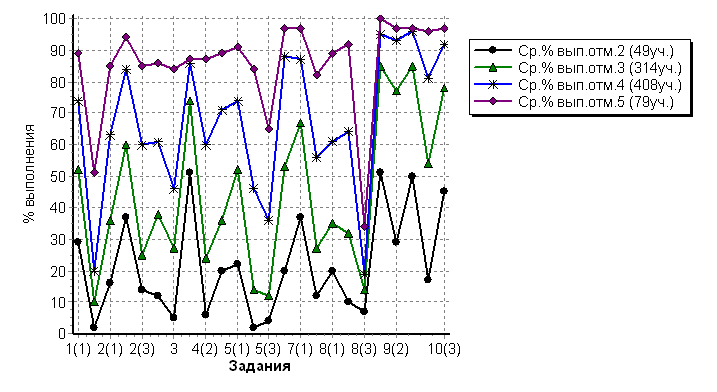 % выполнения
100
90
80
70
60
50
40
30
20
10
0
1(1) 2(1) 2(3) 3 4(2) 5(1) 5(3) 7(1) 8(1) 8(3) 9(2) 10(3)
Задания
Ср.% вып.отм.2 (49уч.)
Ср.% вып.отм.3 (314уч.)
Ср.% вып.отм.4 (408уч.)
Ср.% вып.отм.5 (79уч.)